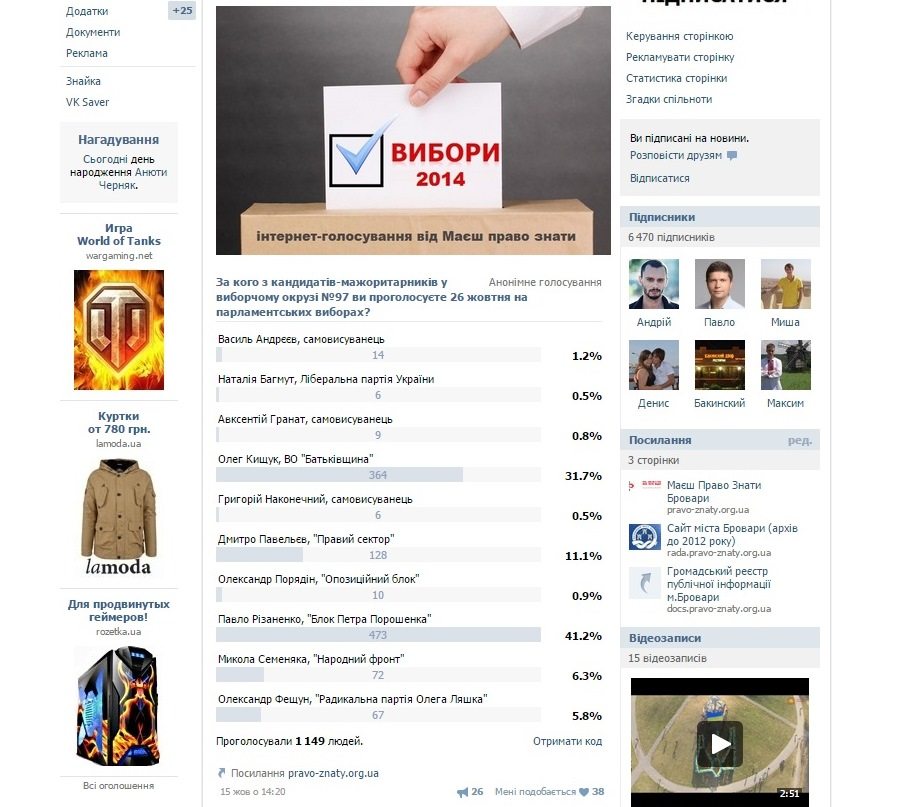 Додатки
+25
Документи
Реклама
Знайка
VK Saver
Нагадування
Сьогодні день
народження Анюти
Черняк.
Игра
World of Tanks
wargaming.net
Куртки
от 780 грн.
lamoda.ua
lamoda
Для продвинутых
геймеров!
rozetka.ua
Всі оголошення
ВИБОРИ
2014
інтернет-голосування від Маєш право знати
За кого з кандидатів-мажоритарників у
виборчому окрузі №97 ви проголосуєте 26 жовтня на
парламентських виборах?
Анонімне голосування
Василь Андрєєв, самовисуванець
14
1.2%
Наталія Багмут, Ліберальна партія України
6
0.5%
Авксентій Гранат, самовисуванець
9
0.8%
Олег Кищук, ВО "Батьківщина"
364
31.7%
Григорій Наконечний, самовисуванець
6
0.5%
Дмитро Павельєв, "Правий сектор"
128
11.1%
Олександр Порядін, "Опозиційний блок"
10
0.9%
Павло Різаненко, "Блок Петра Порошенка"
473
41.2%
Микола Семеняка, "Народний фронт"
72
6.3%
Олександр Фещун, "Радикальна партія Олега Ляшка"
67
5.8%
Проголосували 1 149 людей.
Отримати код
Посилання pravo-znaty.org.ua
15 жов о 14:20
26
Мені подобається
38
Керування сторінкою
Рекламувати сторінку
Статистика сторінки
Згадки спільноти
Ви підписані на новини.
Розповісти друзям
Відписатися
Підписники
6 470 підписників
Андрій
Павло
Миша
Денис
Бакинский
Максим
Посилання
ред.
3 сторінки
Маєш Право Знати
Бровари
pravo-znaty.org.ua
Сайт міста Бровари (архів
до 2012 року)
rada.pravo-znaty.org.ua
Громадський реєстр
публічної інформації
м.Бровари
docs.pravo-znaty.org.ua
Відеозаписи
15 відеозаписів
2:51